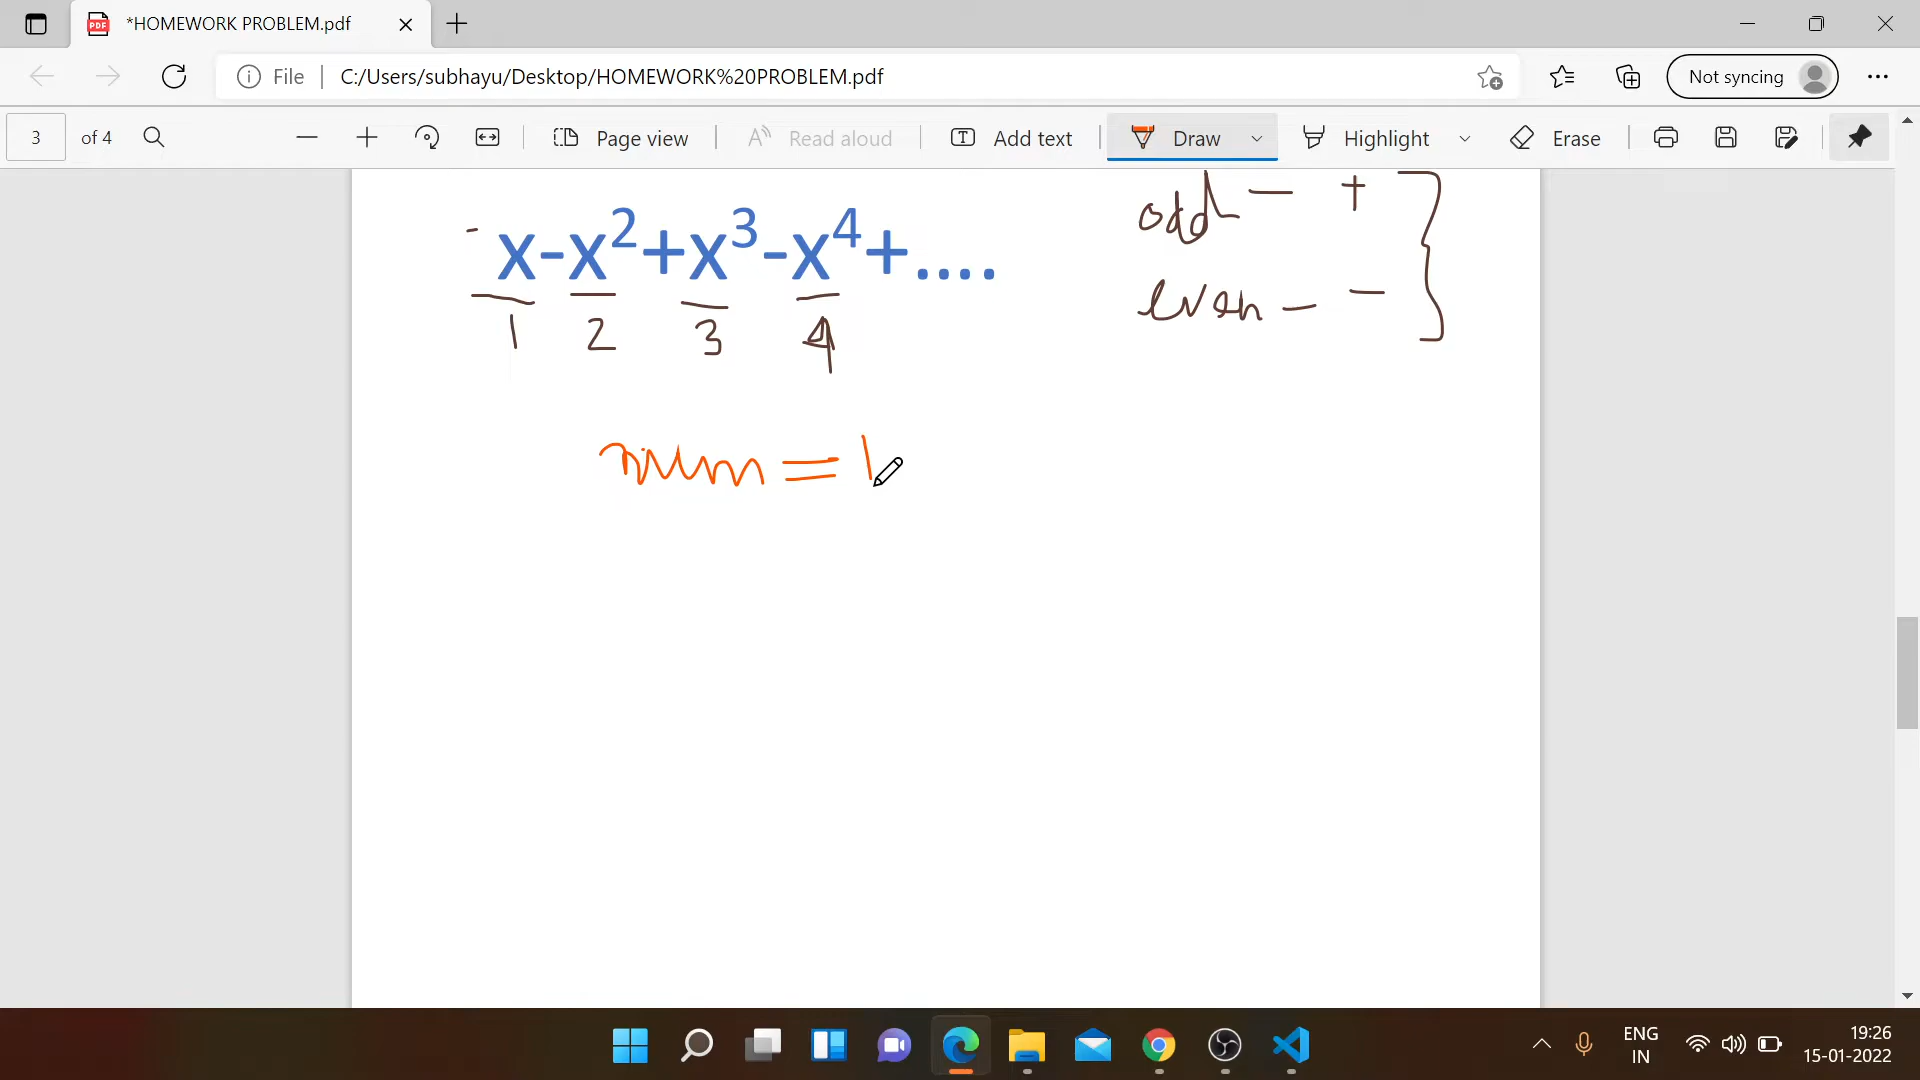 *HOMEWORK PROBLEM.pdf
File
C:/Users/subhayu/Desktop/HOMEWORK%20PROBLEM.pdf
Not syncing
3 of 4
Page view
Read aloud
Add text
Draw
Highlight
Erase
odd — +
x-x²+x³-x⁴+....
even - —
1 2 3 4
num =
ENG
IN
19:26
15-01-2022